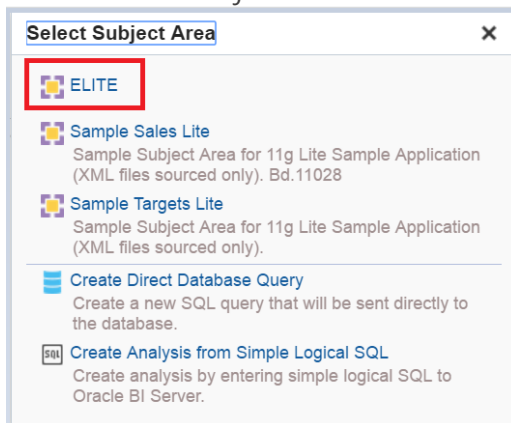 Select Subject Area
ELITE
Sample Sales Lite
Sample Subject Area for 11g Lite Sample Application
(XML files sourced only). Bd.11028
Sample Targets Lite
Sample Subject Area for 11g Lite Sample Application
(XML files sourced only).
Create Direct Database Query
Create a new SQL query that will be sent directly to
the database.
SQL Create Analysis from Simple Logical SQL
Create analysis by entering simple logical SQL to
Oracle BI Server.